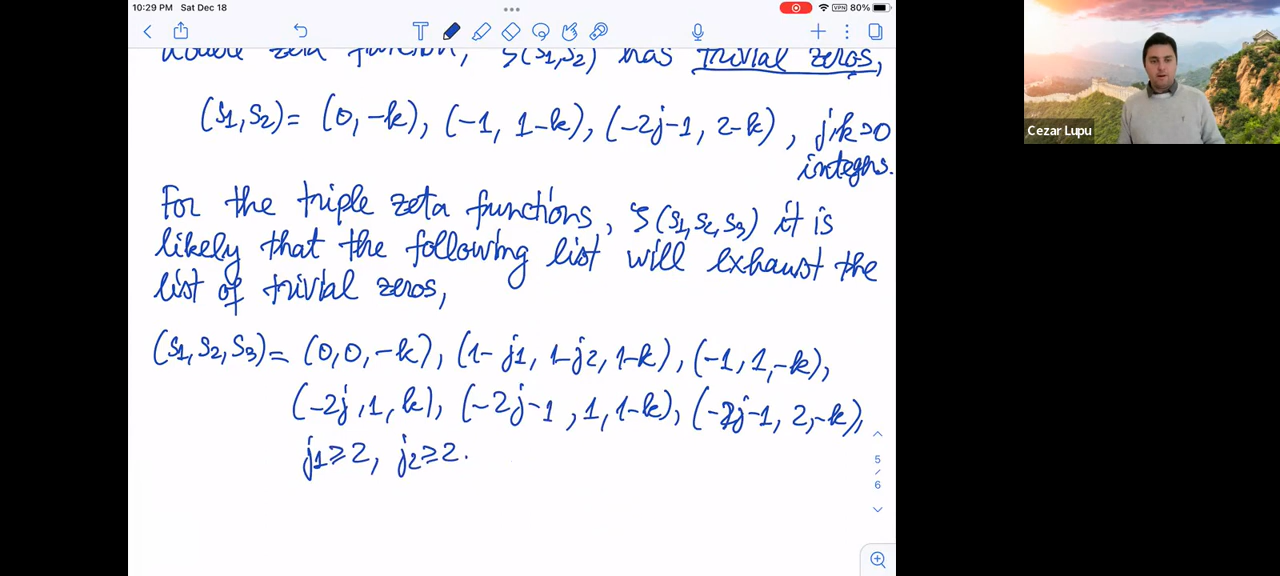 10:29 PM Sat Dec 18
VPN 80%
double zeta function, ζ(s1,s2) has trivial zeros,
(s1,s2)= (0,-k), (-1, 1-k), (-2j-1, 2-k), j,k>0
integers.
For the triple zeta functions, ζ(s1,s2,s3) it is
likely that the following list will exhaust the
list of trivial zeros,
(s1,s2,s3)= (0,0,-k), (1-j1, 1-j2, 1-k), (-1,1,-k),
(-2j,1,k), (-2j-1, 1, 1-k), (-2j-1, 2,-k),
j1≥2, j2≥2.
5
/
6
Cezar Lupu